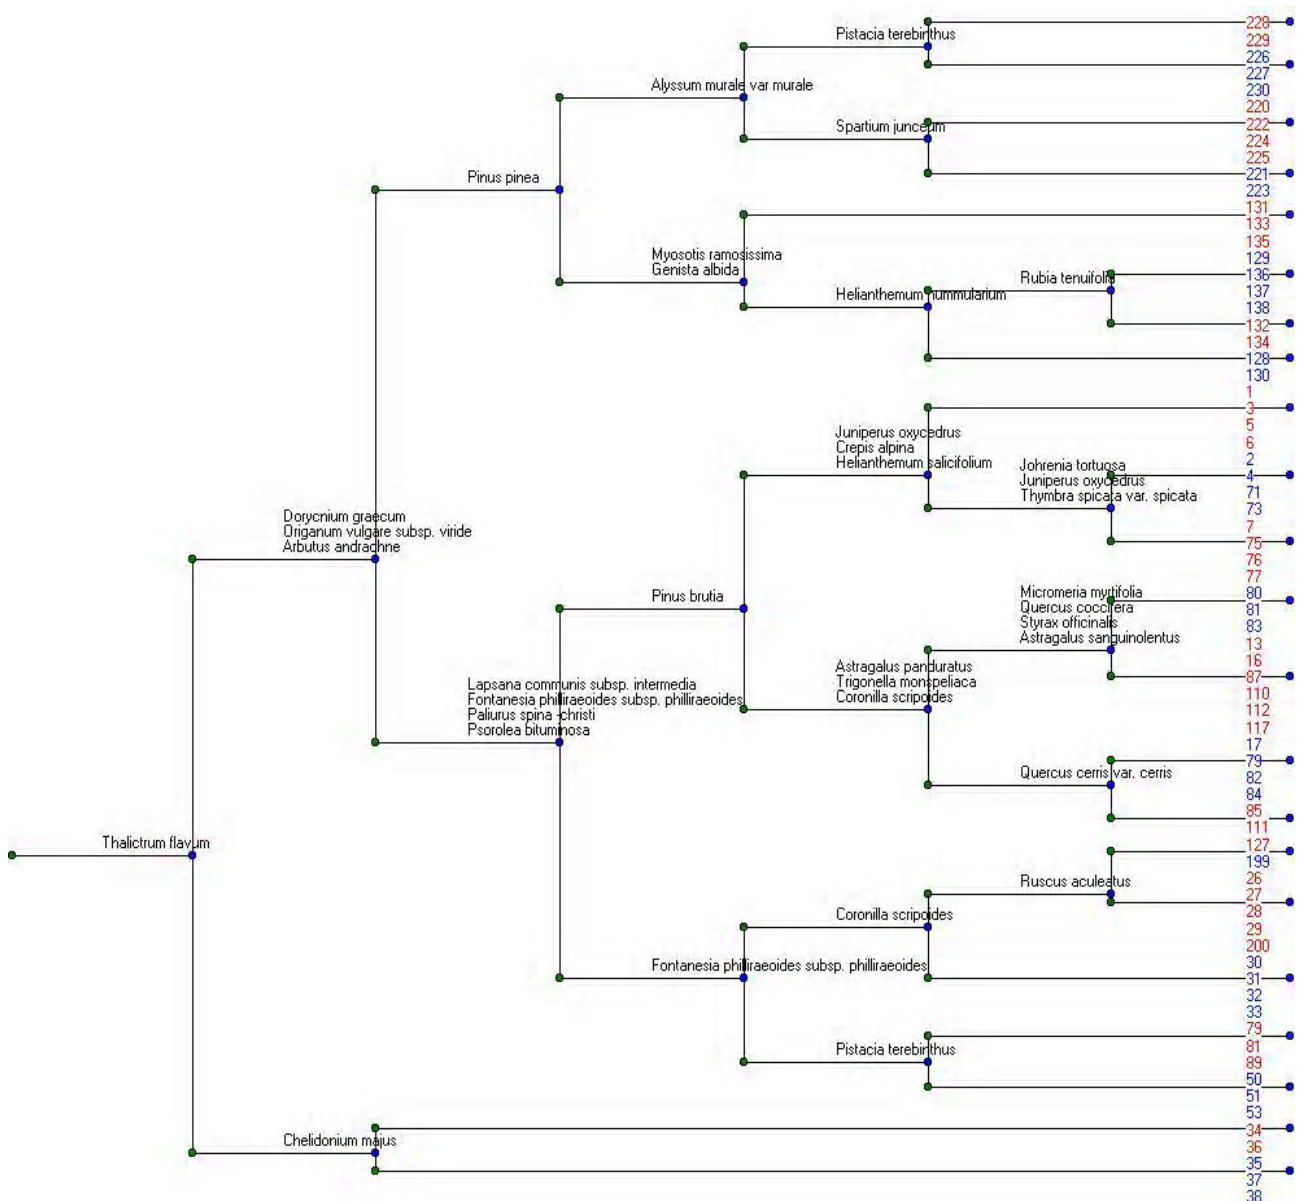 Pistacia terebinthus
Alyssum murale var murale
Spartium junceum
Pinus pinea
Myosotis ramosissima
Genista albida
Rubia tenuifolia
Helianthemum nummularium
Juniperus oxycedrus
Crepis alpina
Helianthemum salicifolium
Johrenia tortuosa
Juniperus oxycedrus
Thymbra spicata var. spicata
Dorycnium graecum
Origanum vulgare subsp. viride
Arbutus andrachne
Pinus brutia
Micromeria myrtifolia
Quercus coccifera
Styrax officinalis
Astragalus sanguinolentus
Astragalus panduratus
Trigonella monspeliaca
Coronilla scripoides
Lapsana communis subsp. intermedia
Fontanesia philliraeoides subsp. philliraeoides
Paliurus spina -christi
Psorolea bituminosa
Quercus cerris var. cerris
Thalictrum flavum
Ruscus aculeatus
Coronilla scripoides
Fontanesia philliraeoides subsp. philliraeoides
Pistacia terebinthus
Chelidonium majus
228
229
226
227
230
220
222
224
225
221
223
131
133
135
129
136
137
138
132
134
128
130
1
3
5
6
2
4
71
73
7
75
76
77
80
81
83
13
16
87
110
112
117
17
79
82
84
85
111
127
199
26
27
28
29
200
30
31
32
33
79
81
89
50
51
53
34
36
35
37
38